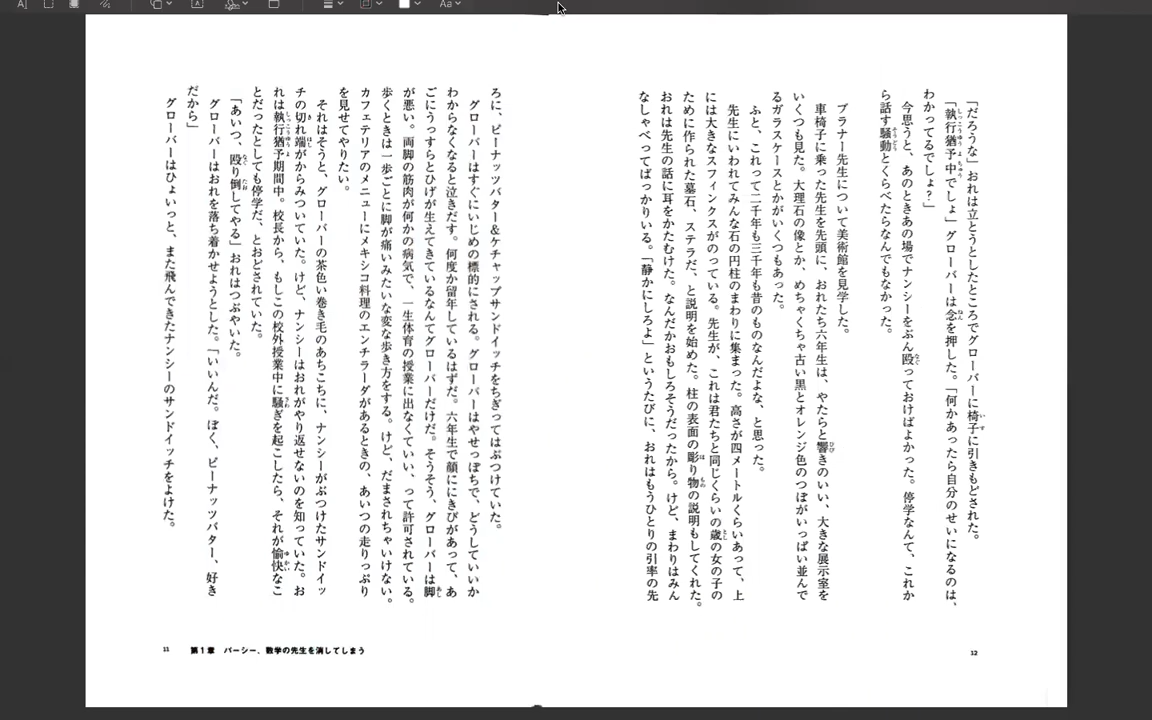 ろに、ピーナッツバター＆ケチャップサンドイッチをちぎってはぶつけていた。
グローバーはすぐにいじめの標的にされる。グローバーはやせっぽちで、どうしていいか
わからなくなると泣きだす。何度か留年しているはずだ。六年生で顔ににきびがあって、あ
ごにうっすらとひげが生えてきているなんてグローバーだけだ。そうそう、グローバーは脚
が悪い。両脚の筋肉が何かの病気で、一生体育の授業に出なくていい、って許可されている。
歩くときは一歩ごとに脚が痛いみたいな変な歩き方をする。けど、だまされちゃいけない。
カフェテリアのメニューにメキシコ料理のエンチラーダがあるときの、あいつの走りっぷり
を見せてやりたい。
それはそうと、グローバーの茶色い巻き毛のあちこちに、ナンシーがぶつけたサンドイッ
チの切れ端がからみついていた。けど、ナンシーはおれがやり返せないのを知っていた。お
れは執行猶予期間中。校長から、もしこの校外授業中に騒ぎを起こしたら、それが愉快なこ
とだったとしても停学だ、とおどされていた。
「あいつ、殴り倒してやる」おれはつぶやいた。
グローバーはおれを落ち着かせようとした。「いいんだ。ぼく、ピーナッツバター、好き
だから」
グローバーはひょいっと、また飛んできたナンシーのサンドイッチをよけた。
11 第1章 パーシー、数学の先生を消してしまう
「だろうな」おれは立とうとしたところでグローバーに椅子に引きもどされた。
「執行猶予中でしょ」グローバーは念を押した。「何かあったら自分のせいになるのは、
わかってるでしょ？」
今思うと、あのときあの場でナンシーをぶん殴っておけばよかった。停学なんて、これか
ら話す騒動とくらべたらなんでもなかった。
ブラナー先生について美術館を見学した。
車椅子に乗った先生を先頭に、おれたち六年生は、やたらと響きのいい、大きな展示室を
いくつも見た。大理石の像とか、めちゃくちゃ古い黒とオレンジ色のつぼがいっぱい並んで
るガラスケースとかがいくつもあった。
ふと、これって二千年も三千年も昔のものなんだよな、と思った。
先生にいわれてみんな石の円柱のまわりに集まった。高さが四メートルくらいあって、上
には大きなスフィンクスがのっている。先生が、これは君たちと同じくらいの歳の女の子の
ために作られた墓石、ステラだ、と説明を始めた。柱の表面の彫り物の説明もしてくれた。
おれは先生の話に耳をかたむけた。なんだかおもしろそうだったから。けど、まわりはみん
なしゃべってばっかりいる。「静かにしろよ」というたびに、おれはもうひとりの引率の先
12